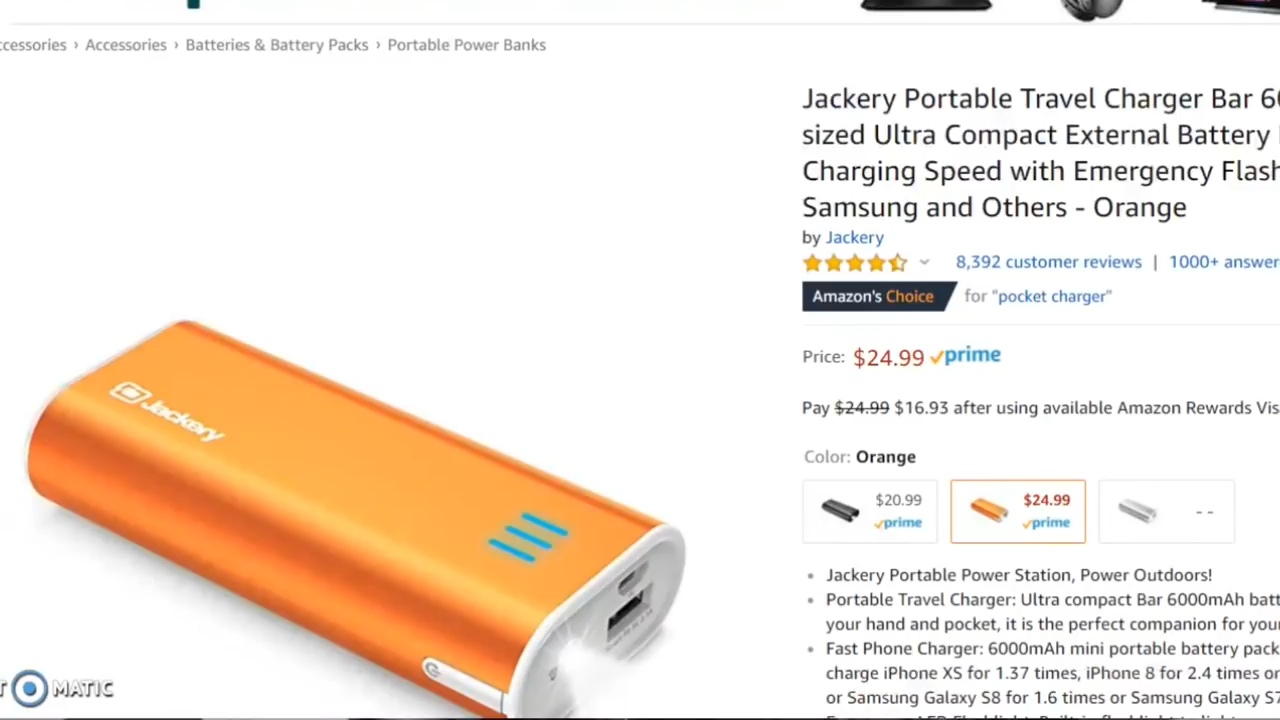 Accessories › Batteries & Battery Packs › Portable Power Banks
Jackery Portable Travel Charger Bar
sized Ultra Compact External Battery
Charging Speed with Emergency
Samsung and Others - Orange
by Jackery
8,392 customer reviews | 1000+
Amazon's Choice for "pocket charger"
Price: $24.99 prime
Pay $24.99 $16.93 after using available Amazon Rewards
Color: Orange
$20.99 $24.99 - -
prime prime
Jackery
• Jackery Portable Power Station, Power Outdoors!
• Portable Travel Charger: Ultra compact Bar 6000mAh
your hand and pocket, it is the perfect companion for
• Fast Phone Charger: 6000mAh mini portable battery pack
charge iPhone XS for 1.37 times, iPhone 8 for 2.4 times or
or Samsung Galaxy S8 for 1.6 times or Samsung Galaxy
MATIC